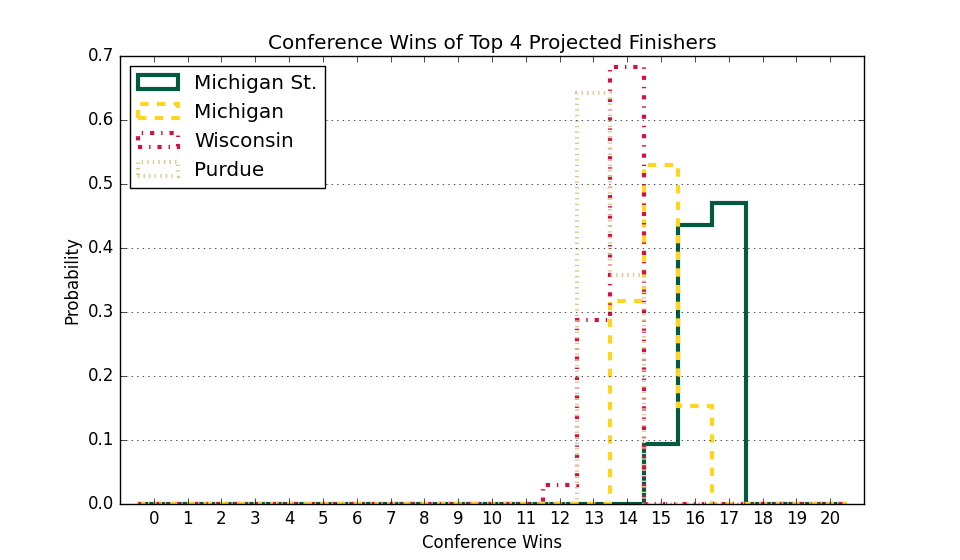 Conference Wins of Top 4 Projected Finishers
0.7
0.6
0.5
0.4
0.3
0.2
0.1
0.0
Probability
Michigan St.
Michigan
Wisconsin
Purdue
0 1 2 3 4 5 6 7 8 9 10 11 12 13 14 15 16 17 18 19 20
Conference Wins